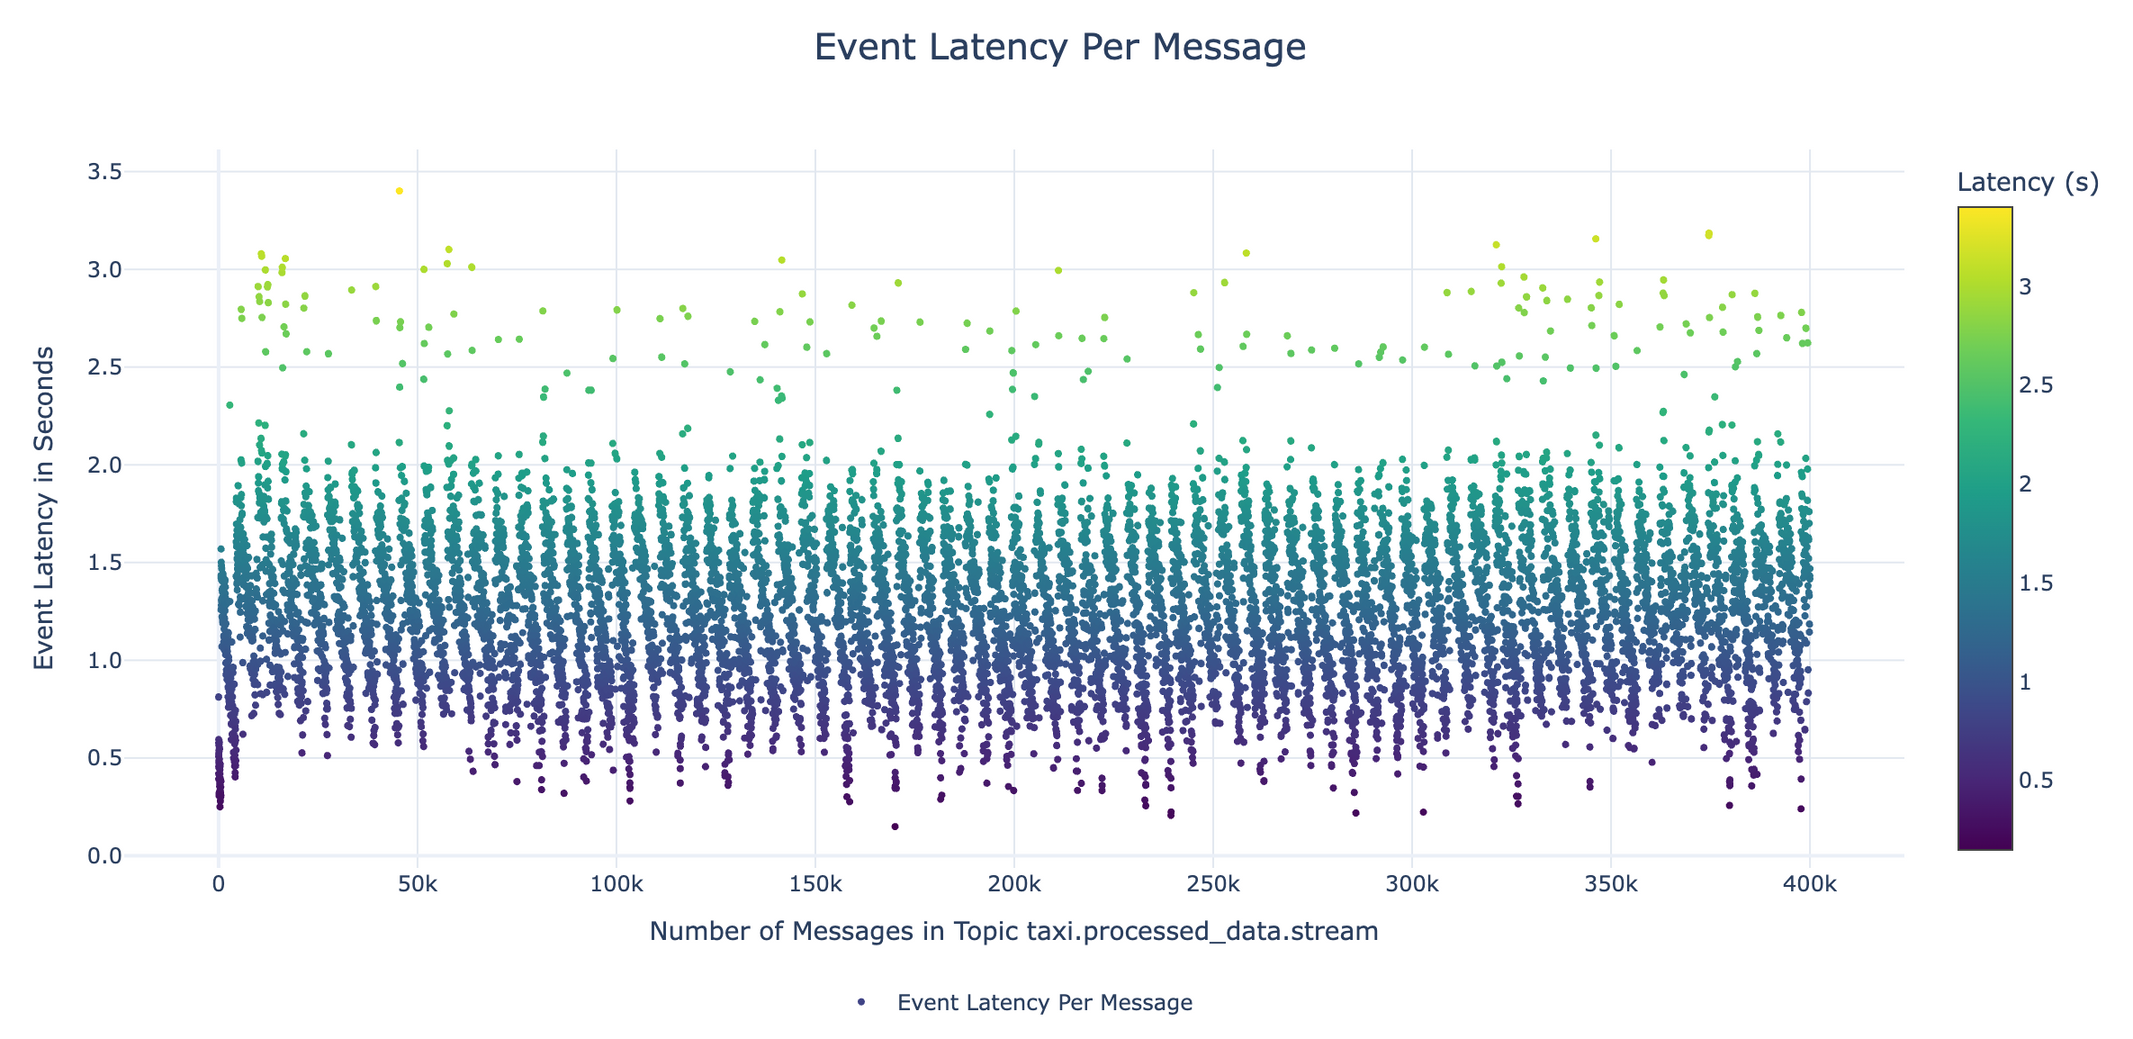 Event Latency Per Message
3.5
3.0
2.5
2.0
1.5
1.0
0.5
0.0
Event Latency in Seconds
0 50k 100k 150k 200k 250k 300k 350k 400k
Number of Messages in Topic taxi.processed_data.stream
Event Latency Per Message
Latency (s)
3
2.5
2
1.5
1
0.5